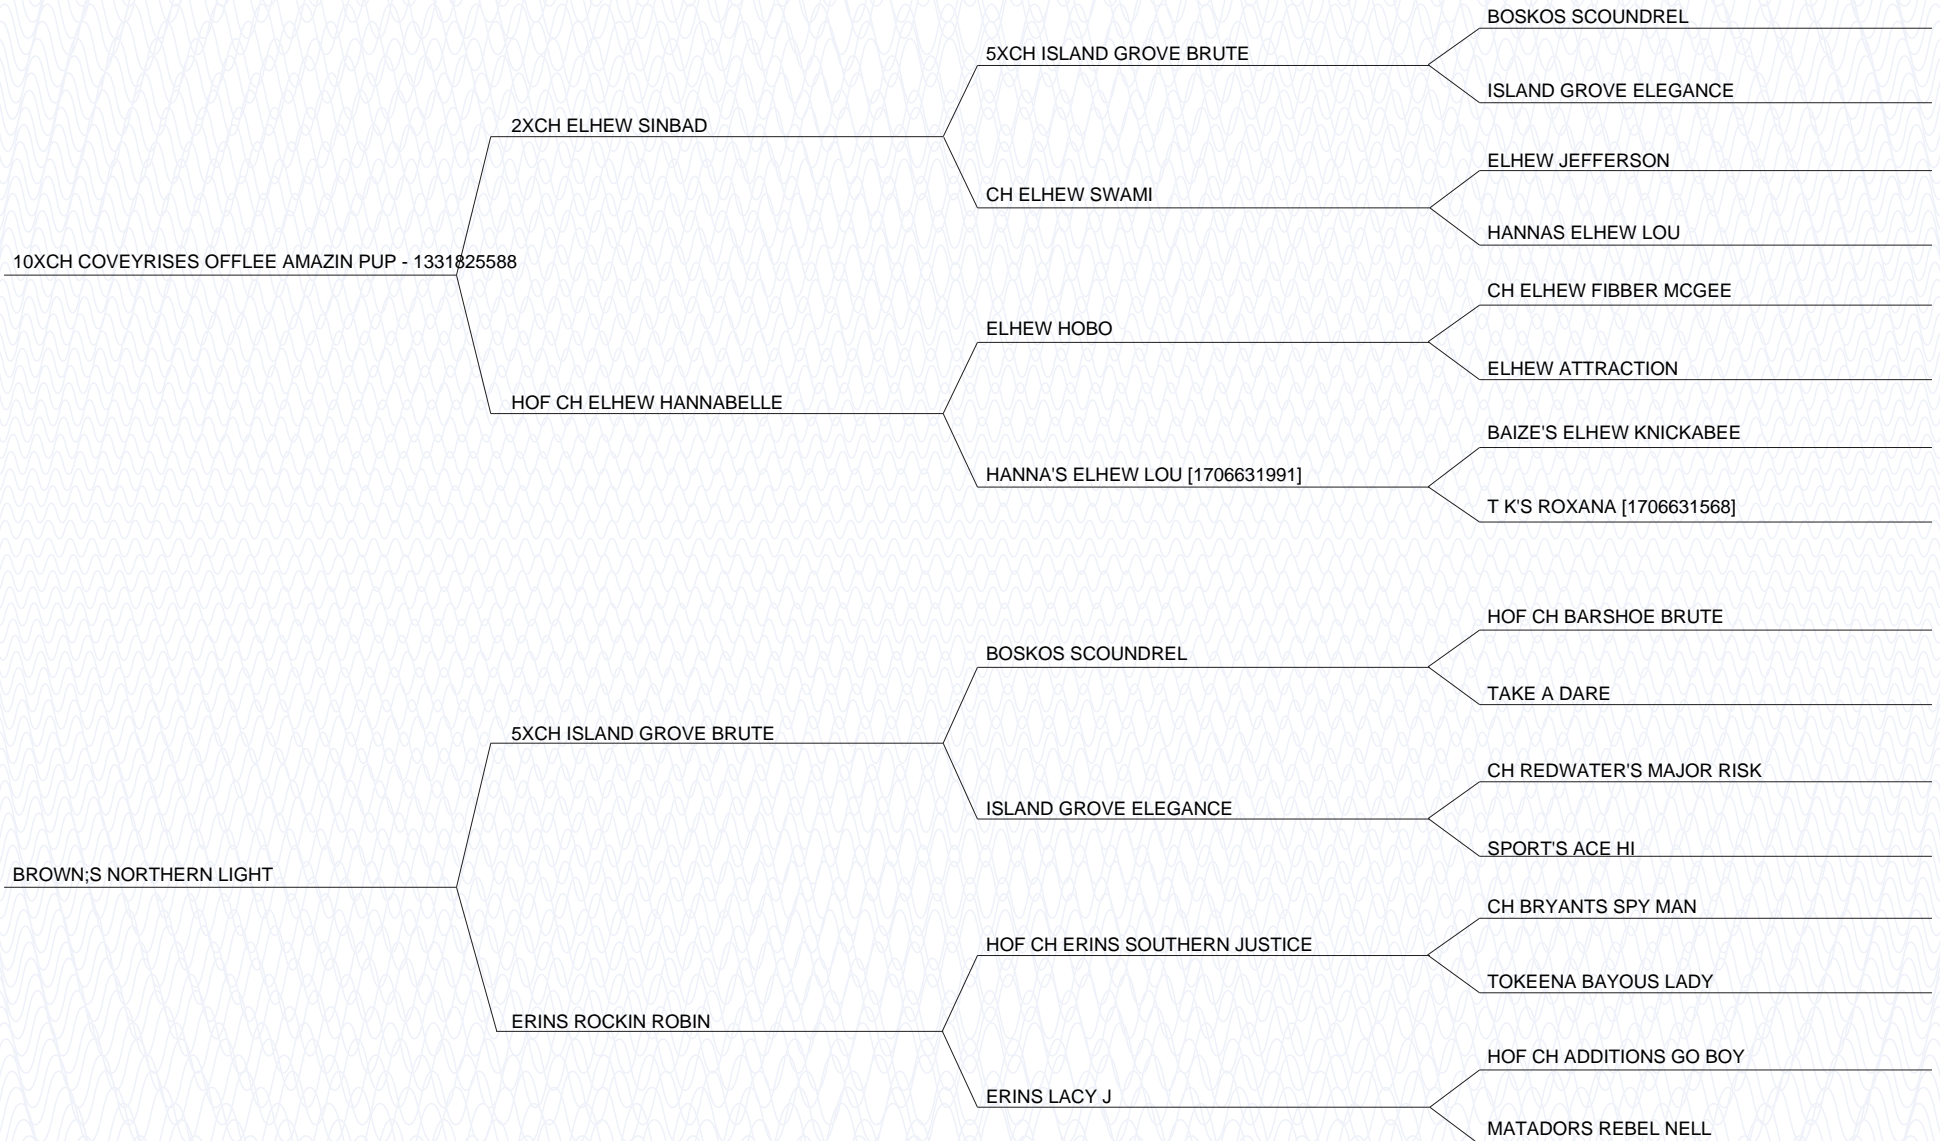 BOSKOS SCOUNDREL
5XCH ISLAND GROVE BRUTE
ISLAND GROVE ELEGANCE
2XCH ELHEW SINBAD
ELHEW JEFFERSON
CH ELHEW SWAMI
HANNAS ELHEW LOU
10XCH COVEYRISES OFFLEE AMAZIN PUP - 1331825588
CH ELHEW FIBBER MCGEE
ELHEW HOBO
ELHEW ATTRACTION
HOF CH ELHEW HANNABELLE
BAIZE'S ELHEW KNICKABEE
HANNA'S ELHEW LOU [1706631991]
T K'S ROXANA [1706631568]
HOF CH BARSHOE BRUTE
BOSKOS SCOUNDREL
TAKE A DARE
5XCH ISLAND GROVE BRUTE
CH REDWATER'S MAJOR RISK
ISLAND GROVE ELEGANCE
SPORT'S ACE HI
BROWN;S NORTHERN LIGHT
CH BRYANTS SPY MAN
HOF CH ERINS SOUTHERN JUSTICE
TOKEENA BAYOUS LADY
ERINS ROCKIN ROBIN
HOF CH ADDITIONS GO BOY
ERINS LACY J
MATADORS REBEL NELL